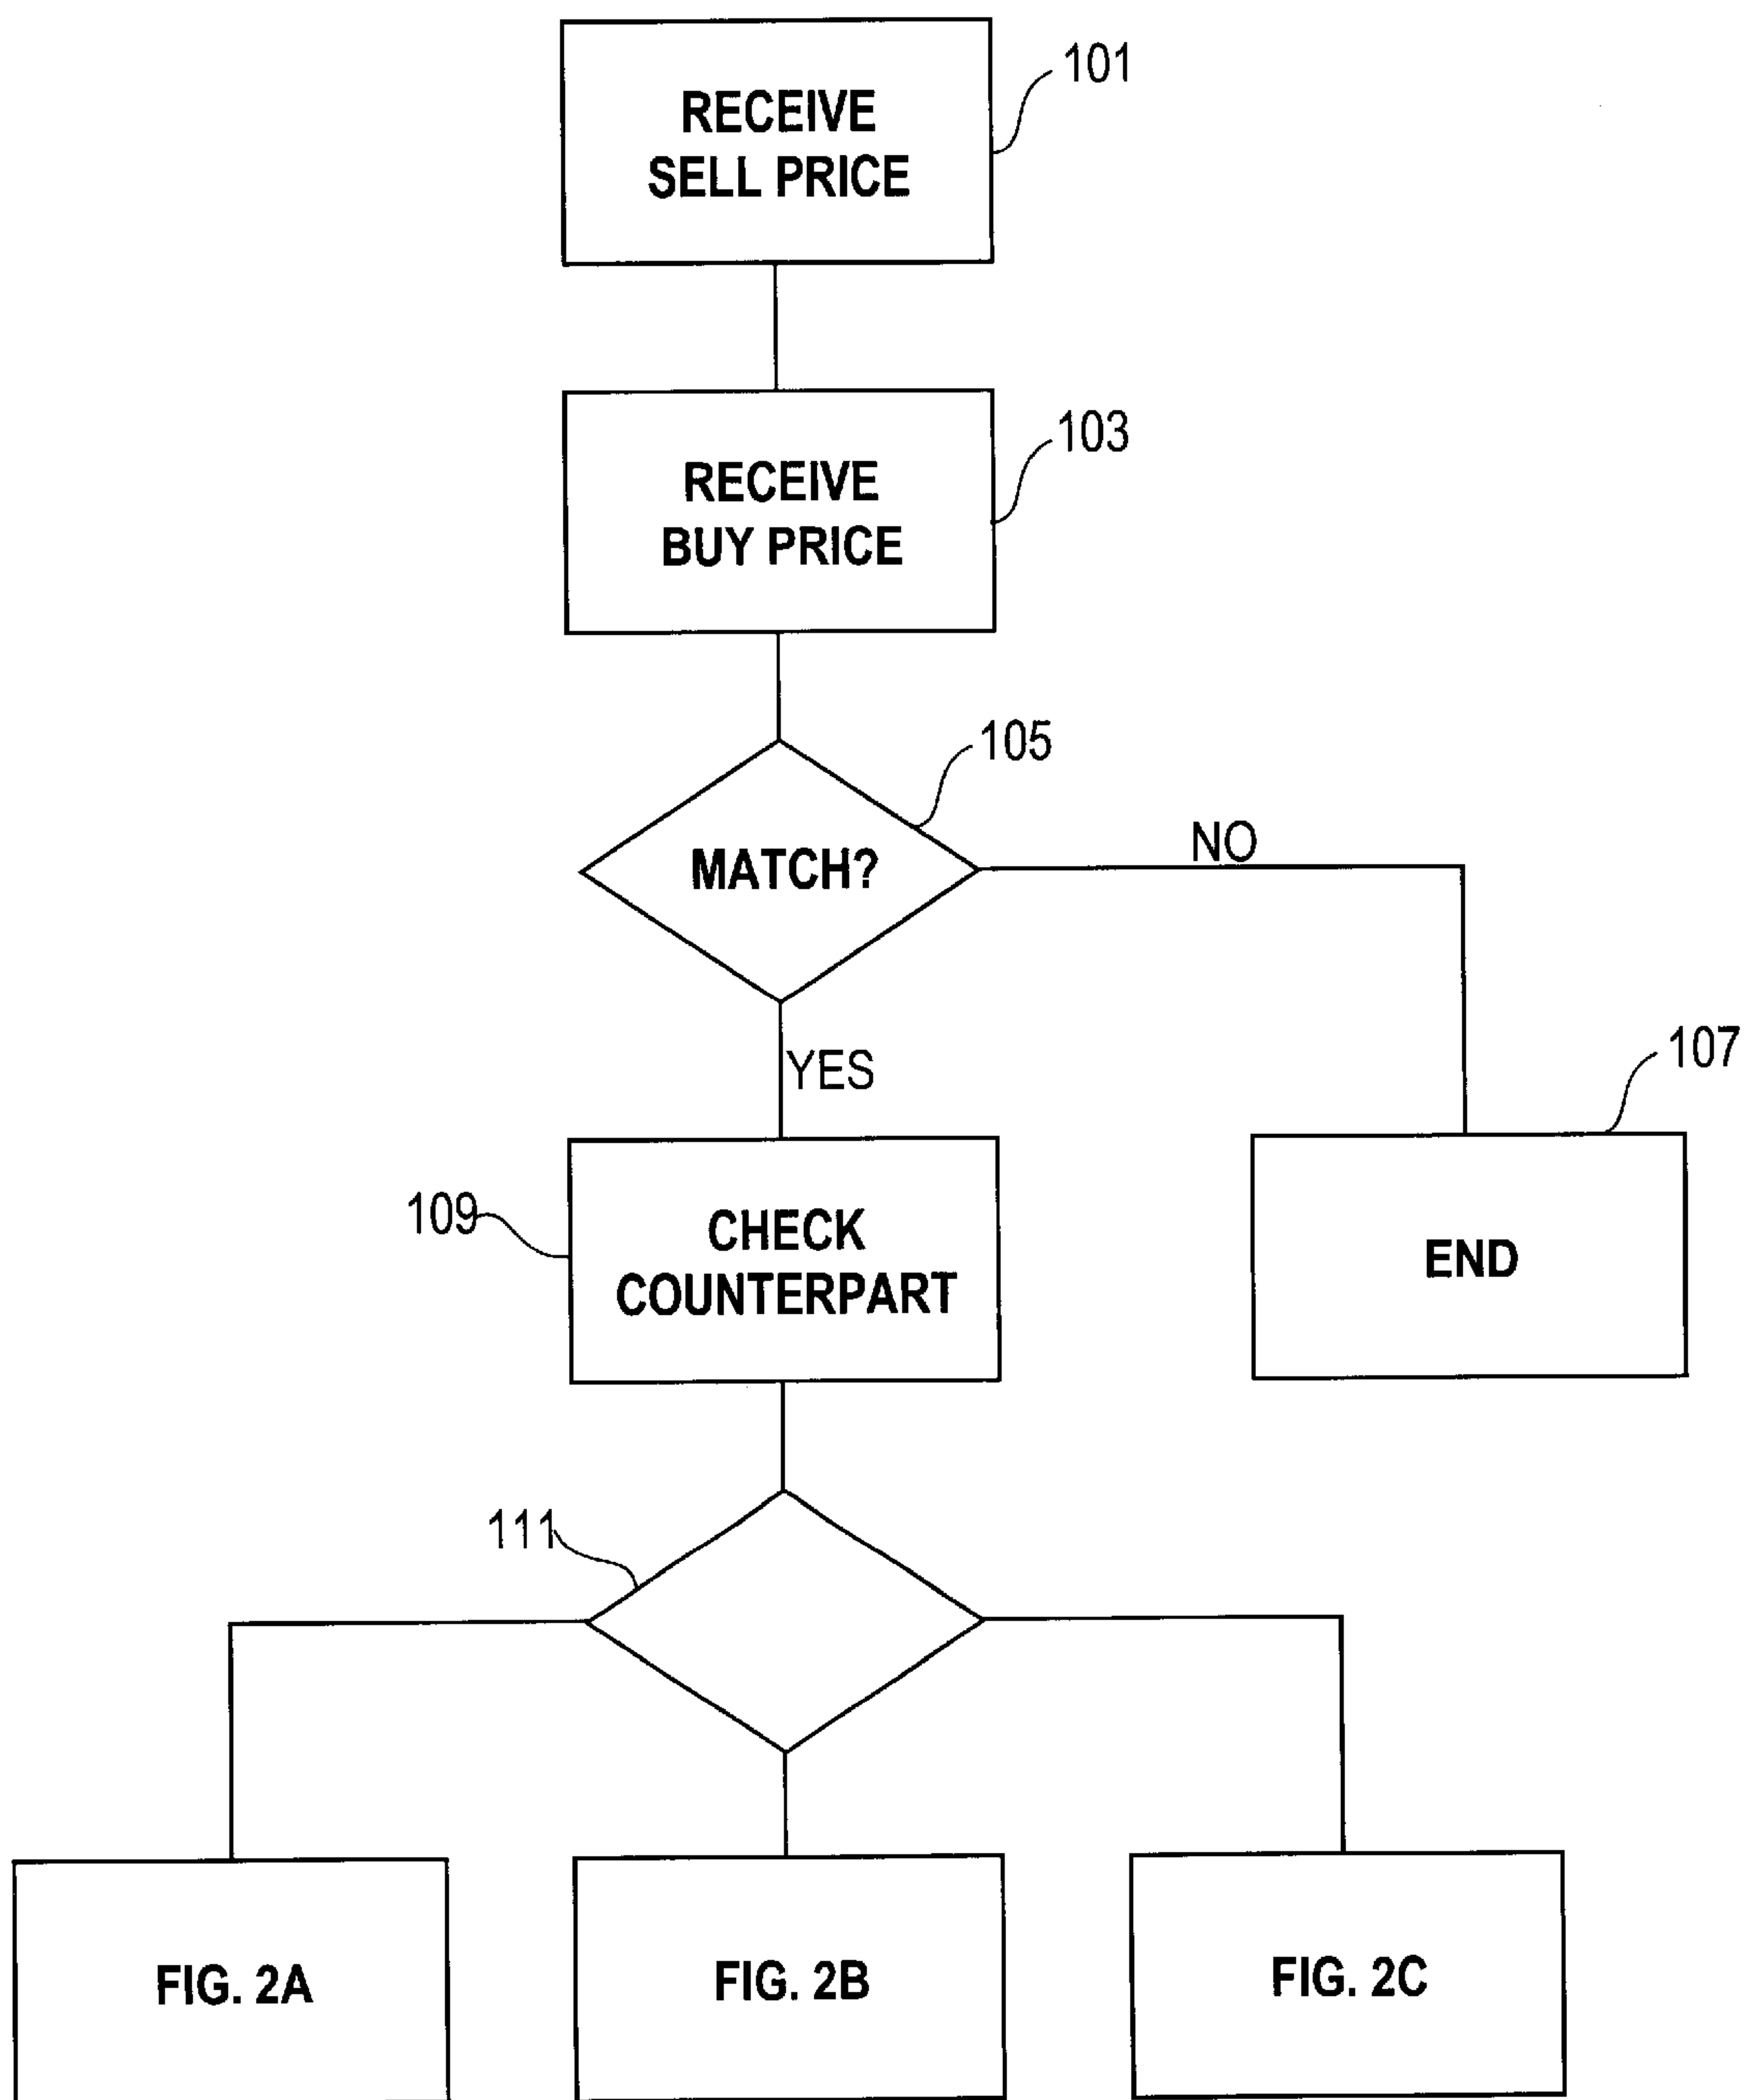 101
RECEIVE
SELL PRICE
103
RECEIVE
BUY PRICE
105
MATCH?
NO
YES
107
109
CHECK
COUNTERPART
END
111
FIG. 2A
FIG. 2B
FIG. 2C